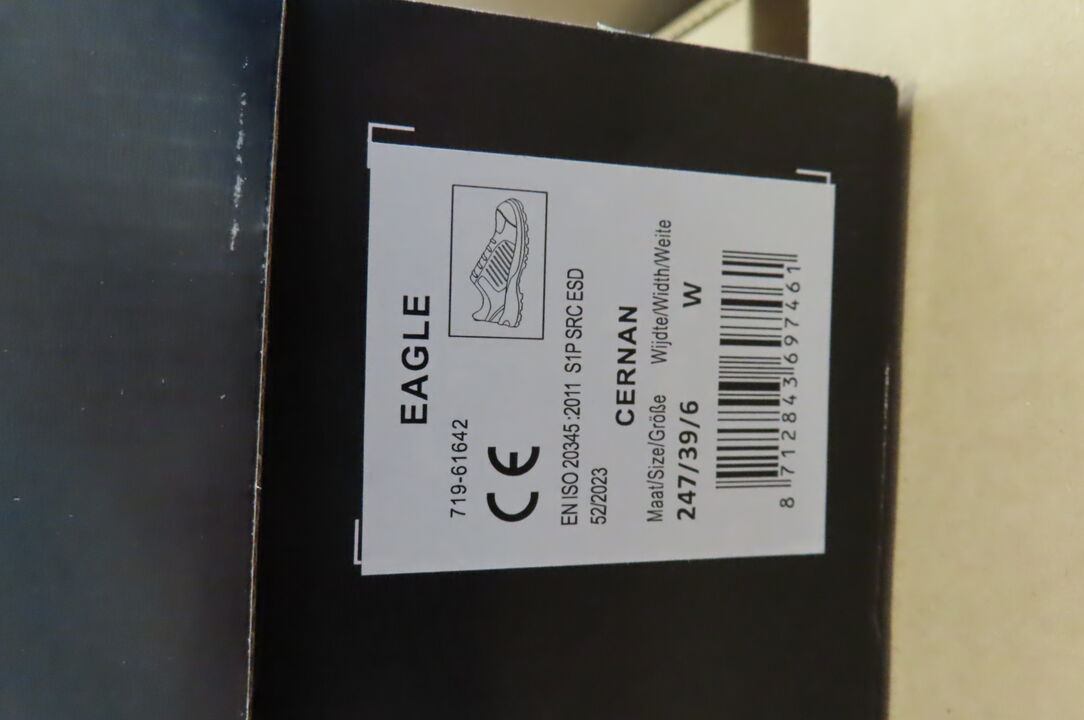 EAGLE
719-61642
CE
EN ISO 20345:2011 S1P SRC ESD
52/2023
CERNAN
Maat/Size/Größe Wijdte/Width/Weite
247/39/6 W
8 712843 697461